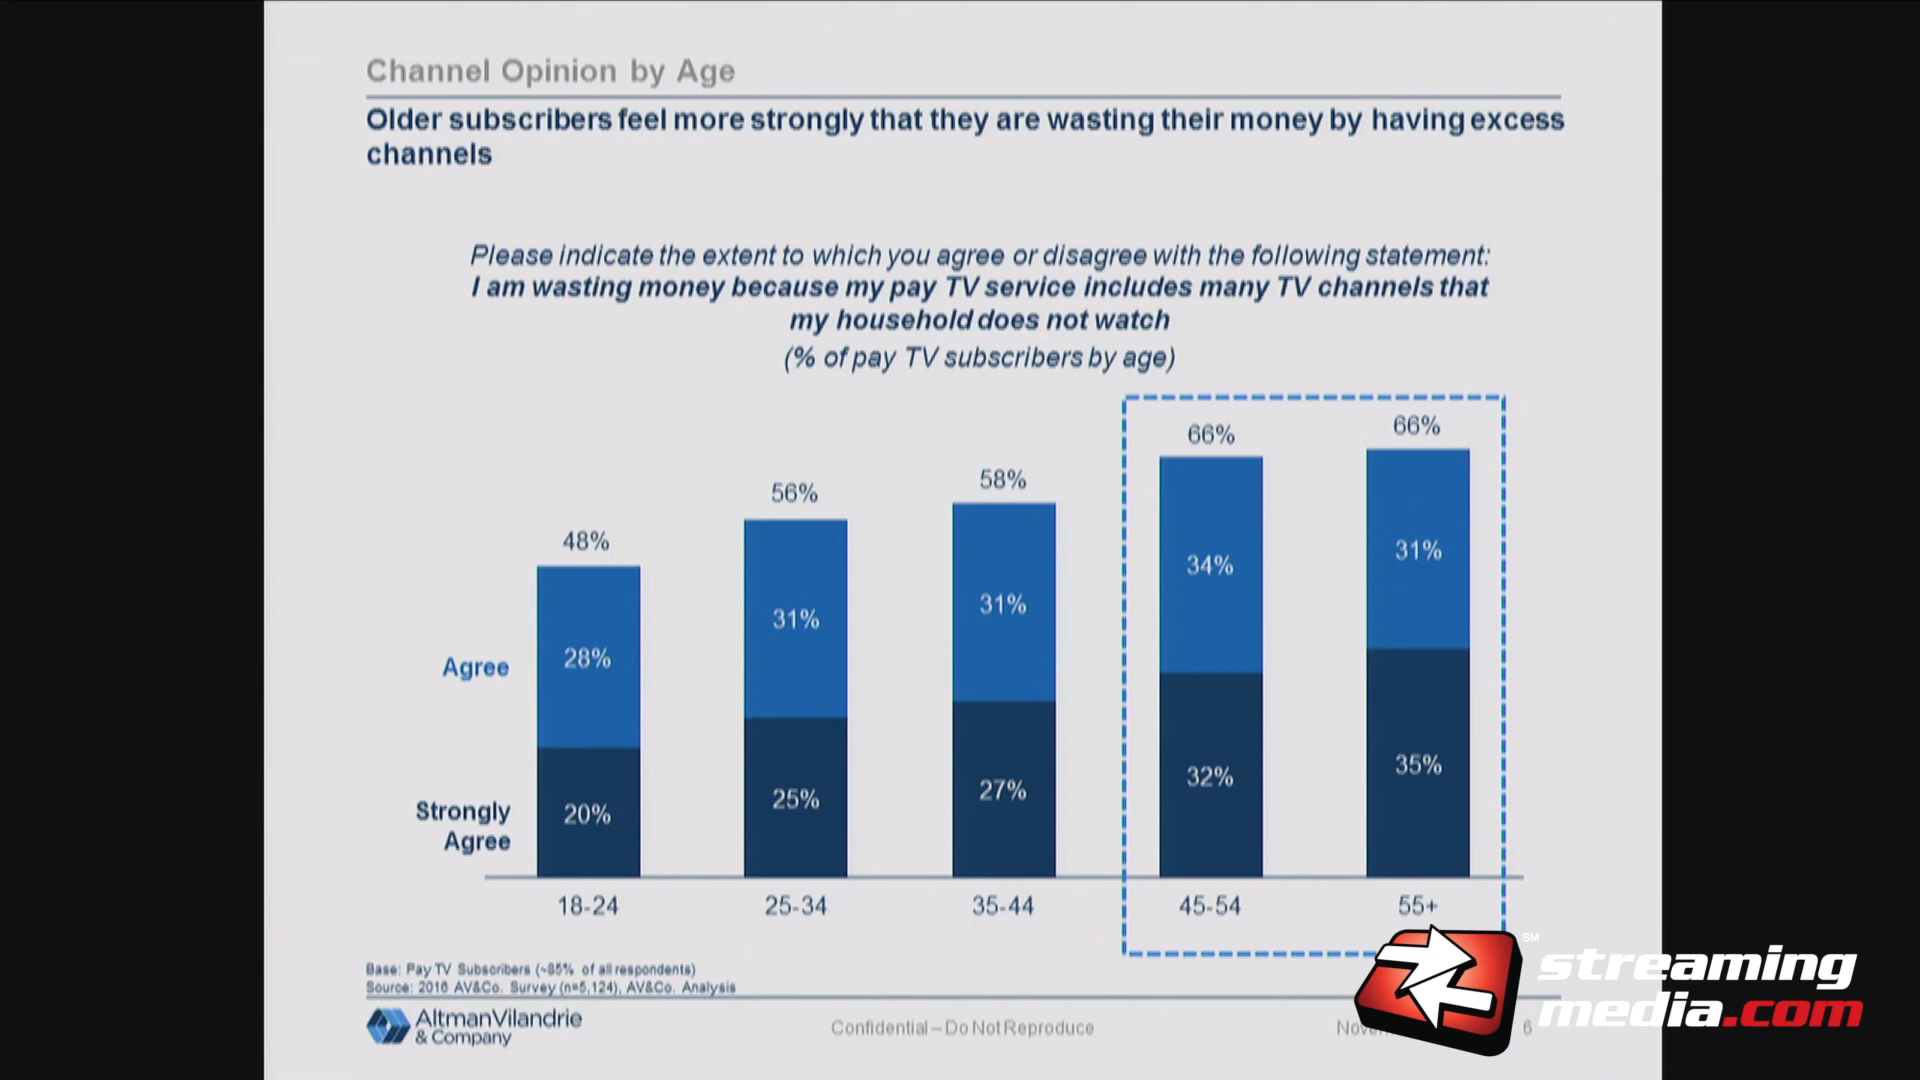 Channel Opinion by Age
Older subscribers feel more strongly that they are wasting their money by having excess
channels
Please indicate the extent to which you agree or disagree with the following statement:
I am wasting money because my pay TV service includes many TV channels that
my household does not watch
(% of pay TV subscribers by age)
48%
56%
58%
66%
66%
Agree
28%
31%
31%
34%
31%
Strongly
Agree
20%
25%
27%
32%
35%
18-24
25-34
35-44
45-54
55+
Base: Pay TV Subscribers (~85% of all respondents)
Source: 2016 AV&Co. Survey (n=5,124), AV&Co. Analysis
AltmanVilandrie
& Company
Confidential – Do Not Reproduce
6
SM
streaming
media.com